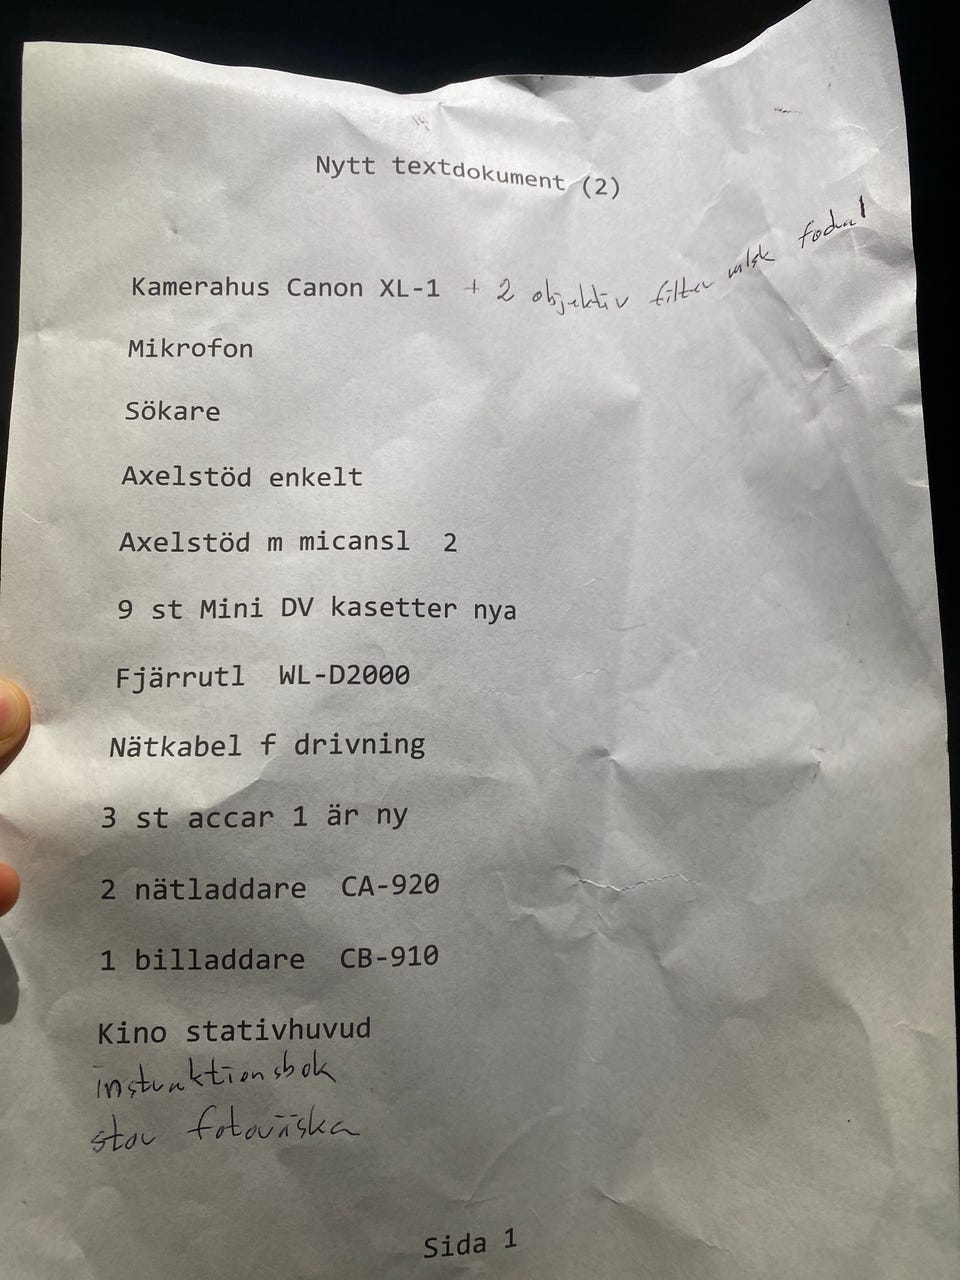 Nytt textdokument (2)
Kamerahus Canon XL-1 + 2 objektiv filter väsk fodral
Mikrofon
Sökare
Axelstöd enkelt
Axelstöd m micansl 2
9 st Mini DV kasetter nya
Fjärrutl WL-D2000
Nätkabel f drivning
3 st accar 1 är ny
2 nätladdare CA-920
1 billaddare CB-910
Kino stativhuvud
instruktionsbok
stor fotoväska
Sida 1